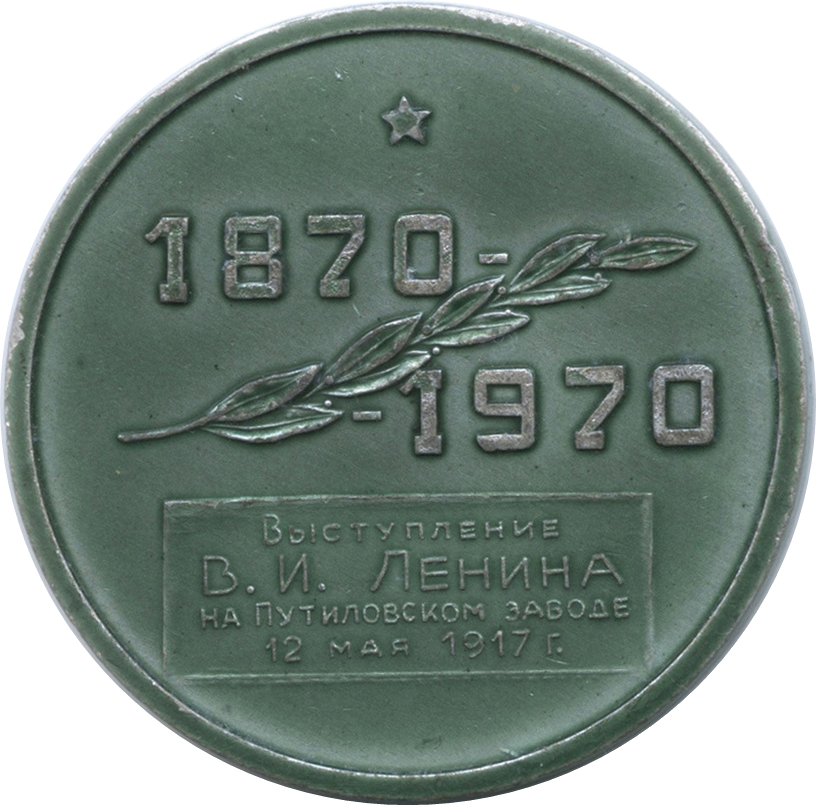 1870-
-1970
Выступление
В. И. Ленина
на Путиловском заводе
12 мая 1917 г.